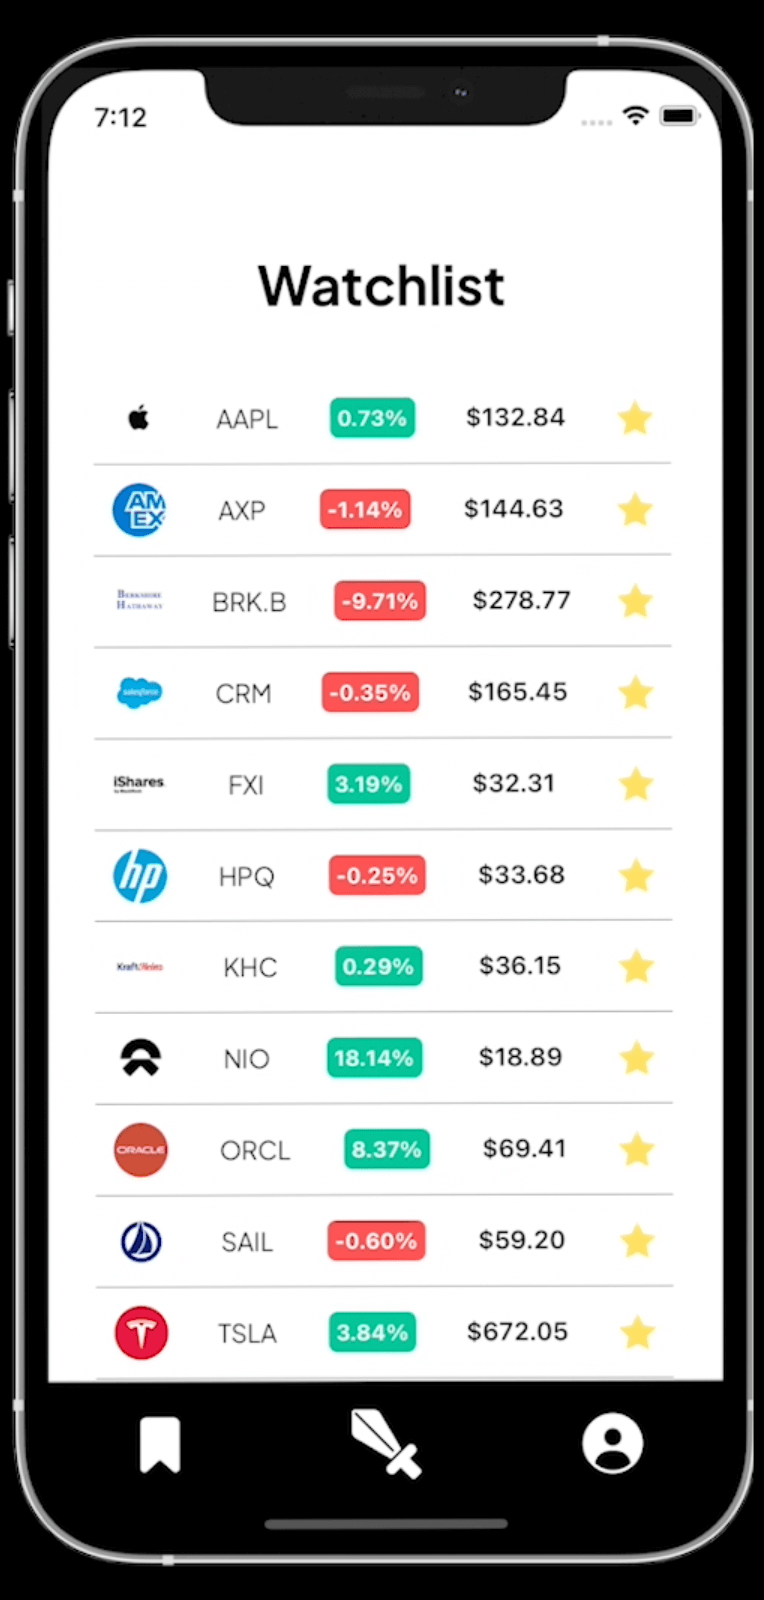 7:12
Watchlist
AAPL 0.73% $132.84
AM
EX
AXP -1.14% $144.63
BERKSHIRE
HATHAWAY
BRK.B -9.71% $278.77
salesforce CRM -0.35% $165.45
iShares
by BlackRock
FXI 3.19% $32.31
hp HPQ -0.25% $33.68
KraftHeinz KHC 0.29% $36.15
NIO 18.14% $18.89
ORACLE ORCL 8.37% $69.41
SAIL -0.60% $59.20
TSLA 3.84% $672.05